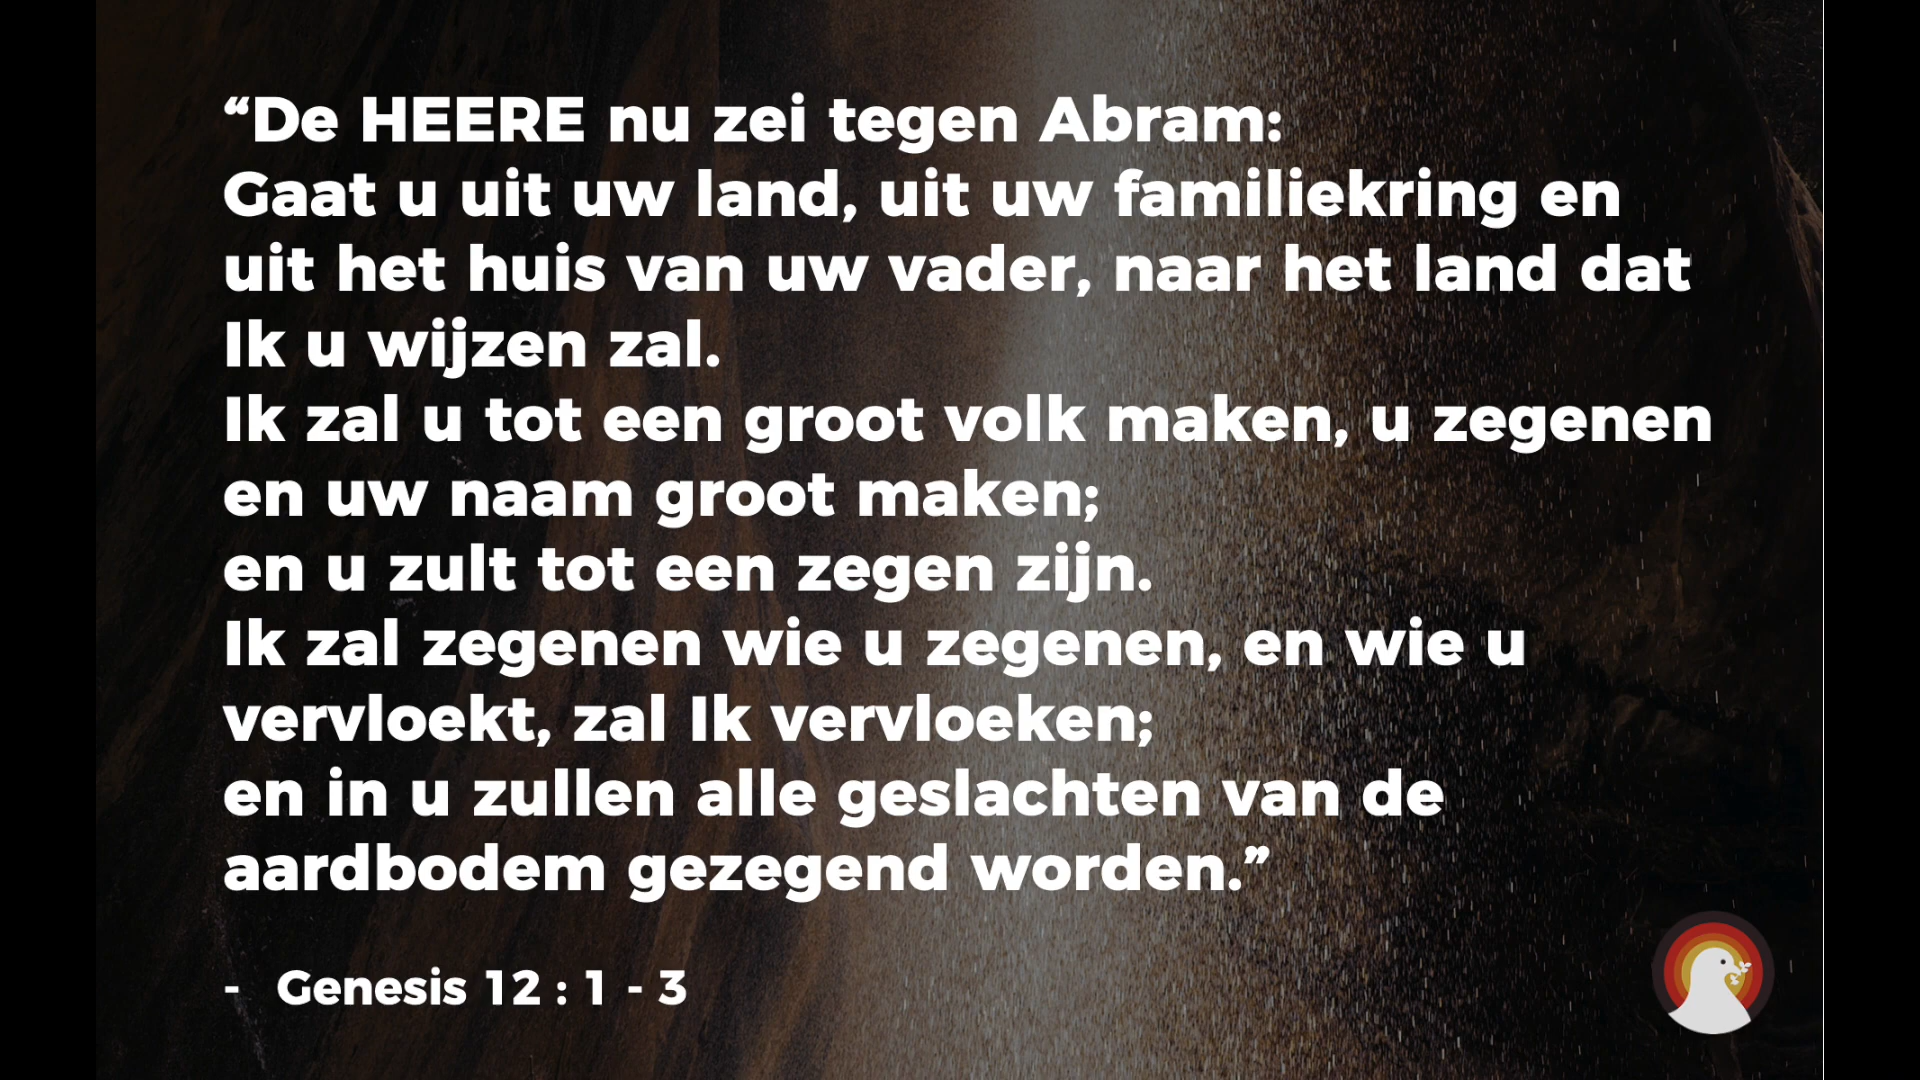 “De HEERE nu zei tegen Abram:
Gaat u uit uw land, uit uw familiekring en
uit het huis van uw vader, naar het land dat
Ik u wijzen zal.
Ik zal u tot een groot volk maken, u zegenen
en uw naam groot maken;
en u zult tot een zegen zijn.
Ik zal zegenen wie u zegenen, en wie u
vervloekt, zal Ik vervloeken;
en in u zullen alle geslachten van de
aardbodem gezegend worden.”
- Genesis 12 : 1 - 3